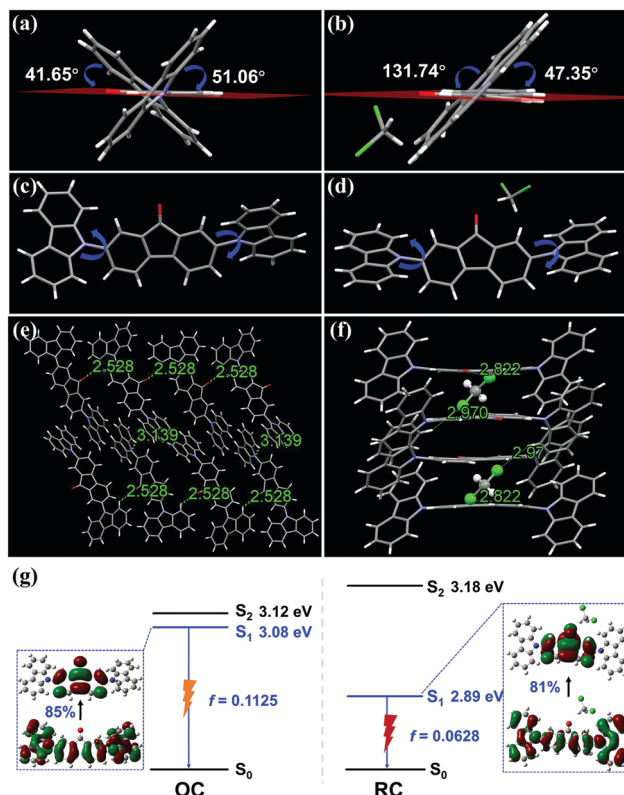 (a)
41.65°
51.06°
(b)
131.74°
47.35°
(c)
(d)
(e)
2.528
2.528
2.528
3.139
3.139
2.528
2.528
2.528
(f)
2.822
2.970
2.97
2.822
(g)
S2 3.12 eV
S1 3.08 eV
85%
f = 0.1125
S0
OC
S2 3.18 eV
S1 2.89 eV
81%
f = 0.0628
S0
RC